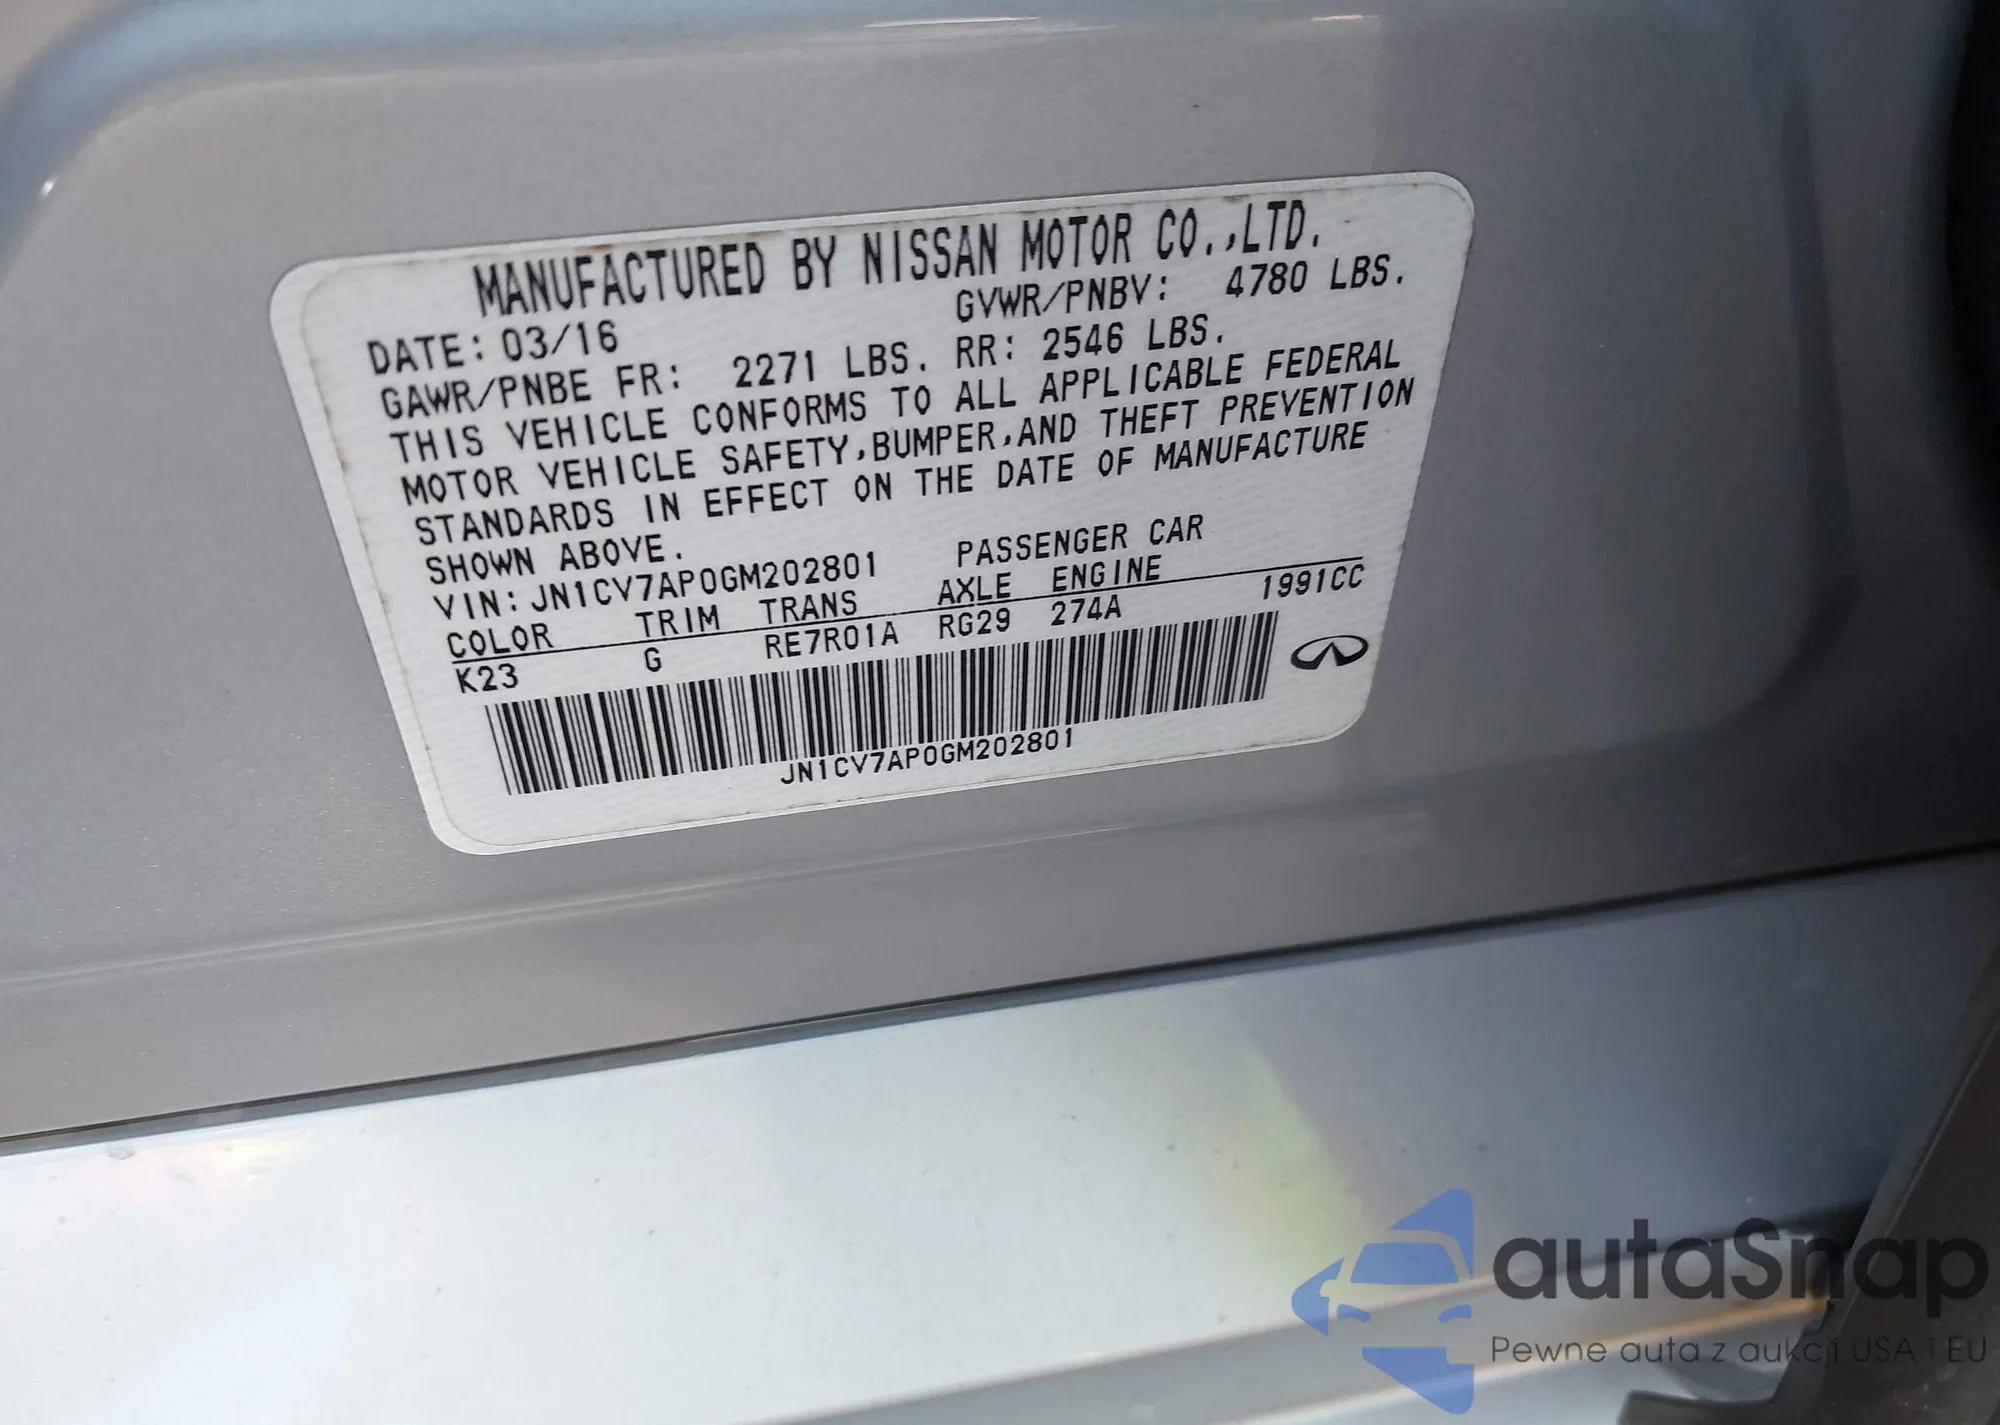 MANUFACTURED BY NISSAN MOTOR CO.,LTD.
DATE: 03/16 GVWR/PNBV: 4780 LBS.
GAWR/PNBE FR: 2271 LBS. RR: 2546 LBS.
THIS VEHICLE CONFORMS TO ALL APPLICABLE FEDERAL
MOTOR VEHICLE SAFETY,BUMPER,AND THEFT PREVENTION
STANDARDS IN EFFECT ON THE DATE OF MANUFACTURE
SHOWN ABOVE.
VIN: JN1CV7AP0GM202801 PASSENGER CAR
COLOR TRIM TRANS AXLE ENGINE
K23 G RE7R01A RG29 274A 1991CC
JN1CV7AP0GM202801
autaSnap
Pewne auta z aukcji USA i EU